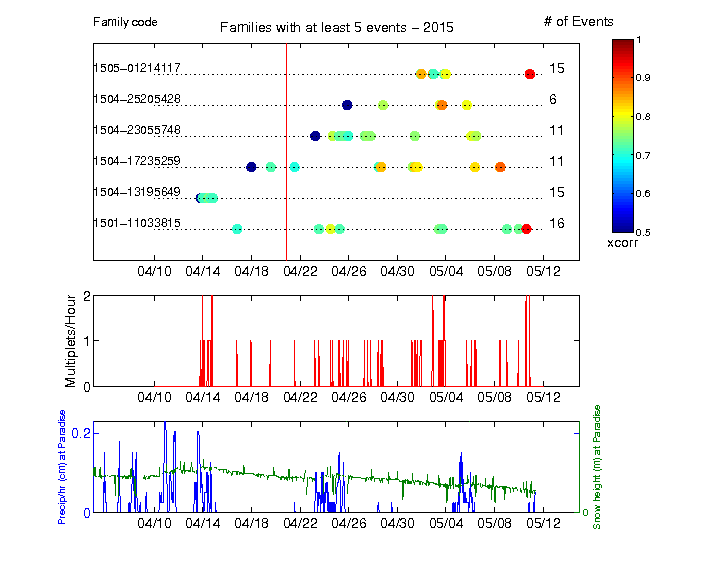 Family code
Families with at least 5 events - 2015
# of Events
1505-01214117 15
1504-25205428 6
1504-23055748 11
1504-17235259 11
1504-13195649 15
1501-11033815 16
04/10 04/14 04/18 04/22 04/26 04/30 05/04 05/08 05/12
1
0.9
0.8
0.7
0.6
0.5
xcorr
Multiplets/Hour
2
1
0
04/10 04/14 04/18 04/22 04/26 04/30 05/04 05/08 05/12
Precip/hr (cm) at Paradise
0.2
0
04/10 04/14 04/18 04/22 04/26 04/30 05/04 05/08 05/12
0
Snow height (m) at Paradise